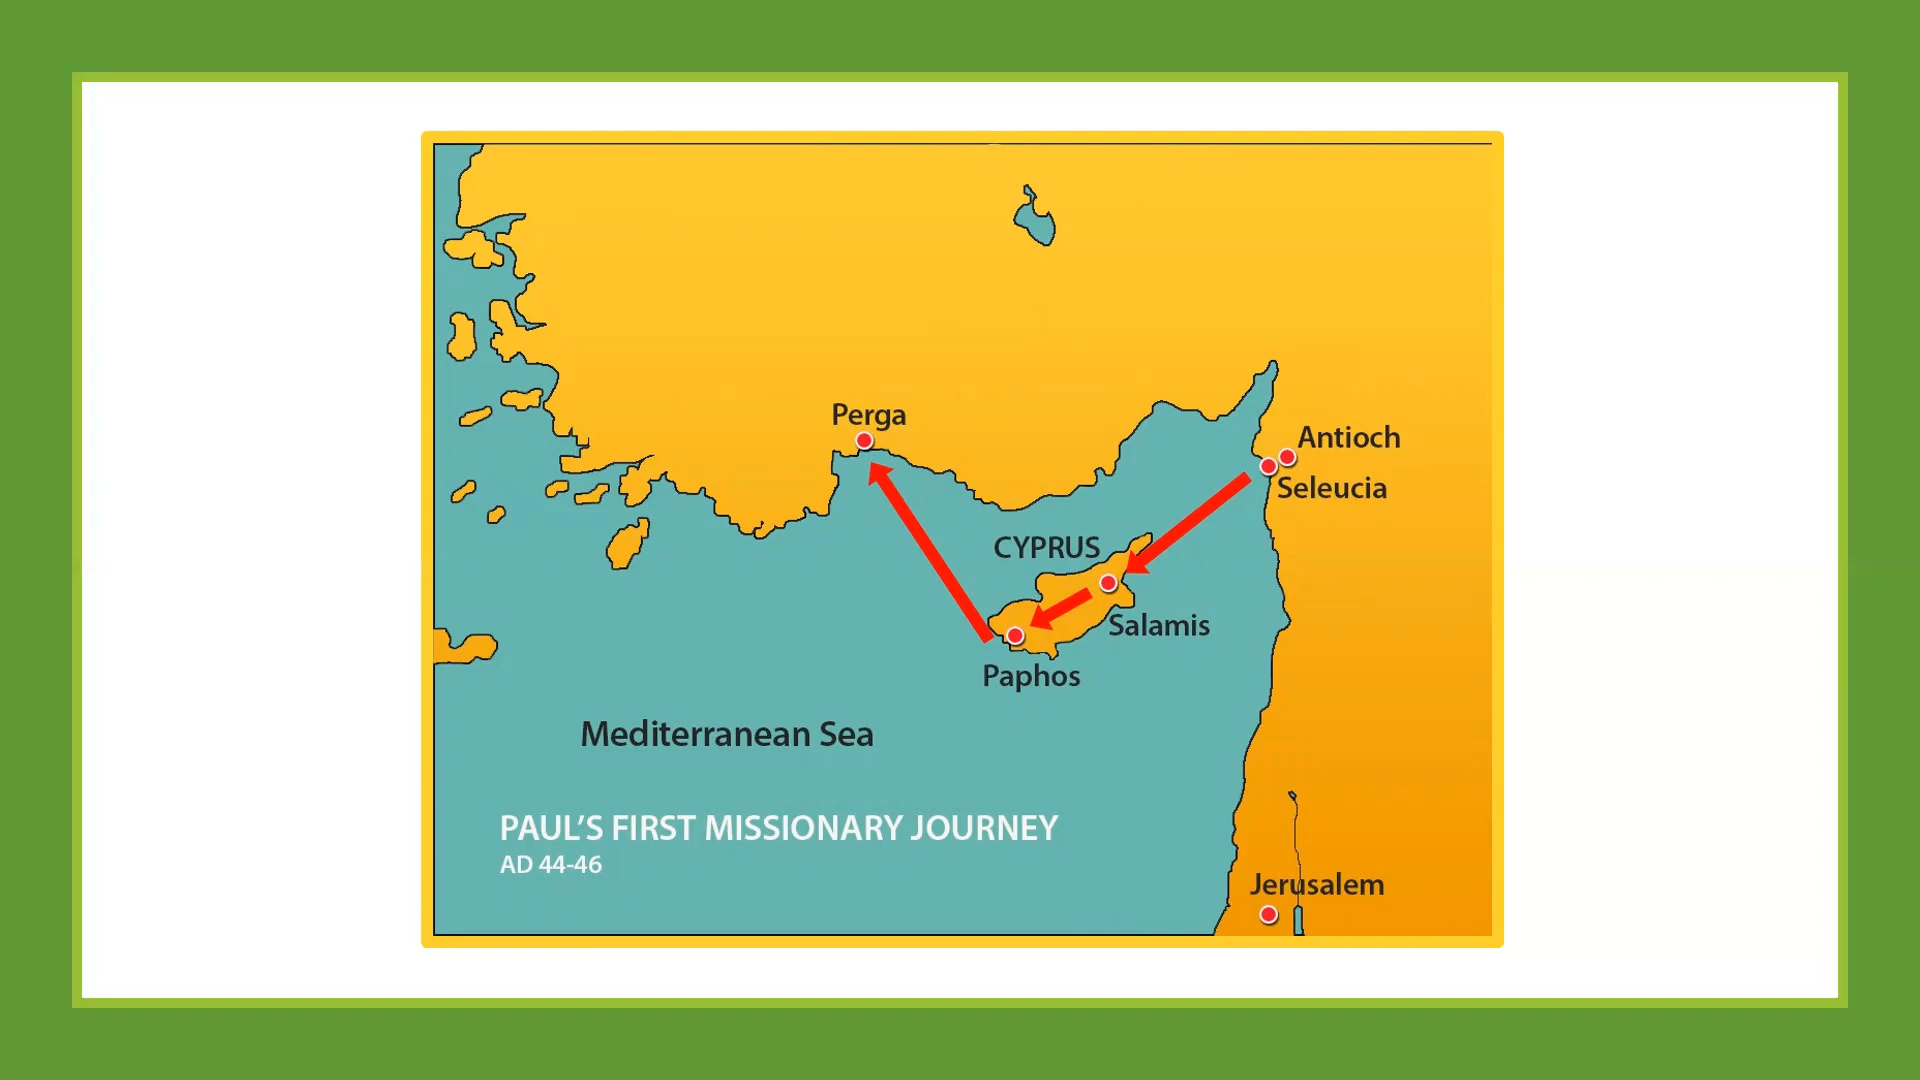 Perga
Antioch
Seleucia
CYPRUS
Salamis
Paphos
Mediterranean Sea
PAUL’S FIRST MISSIONARY JOURNEY
AD 44-46
Jerusalem